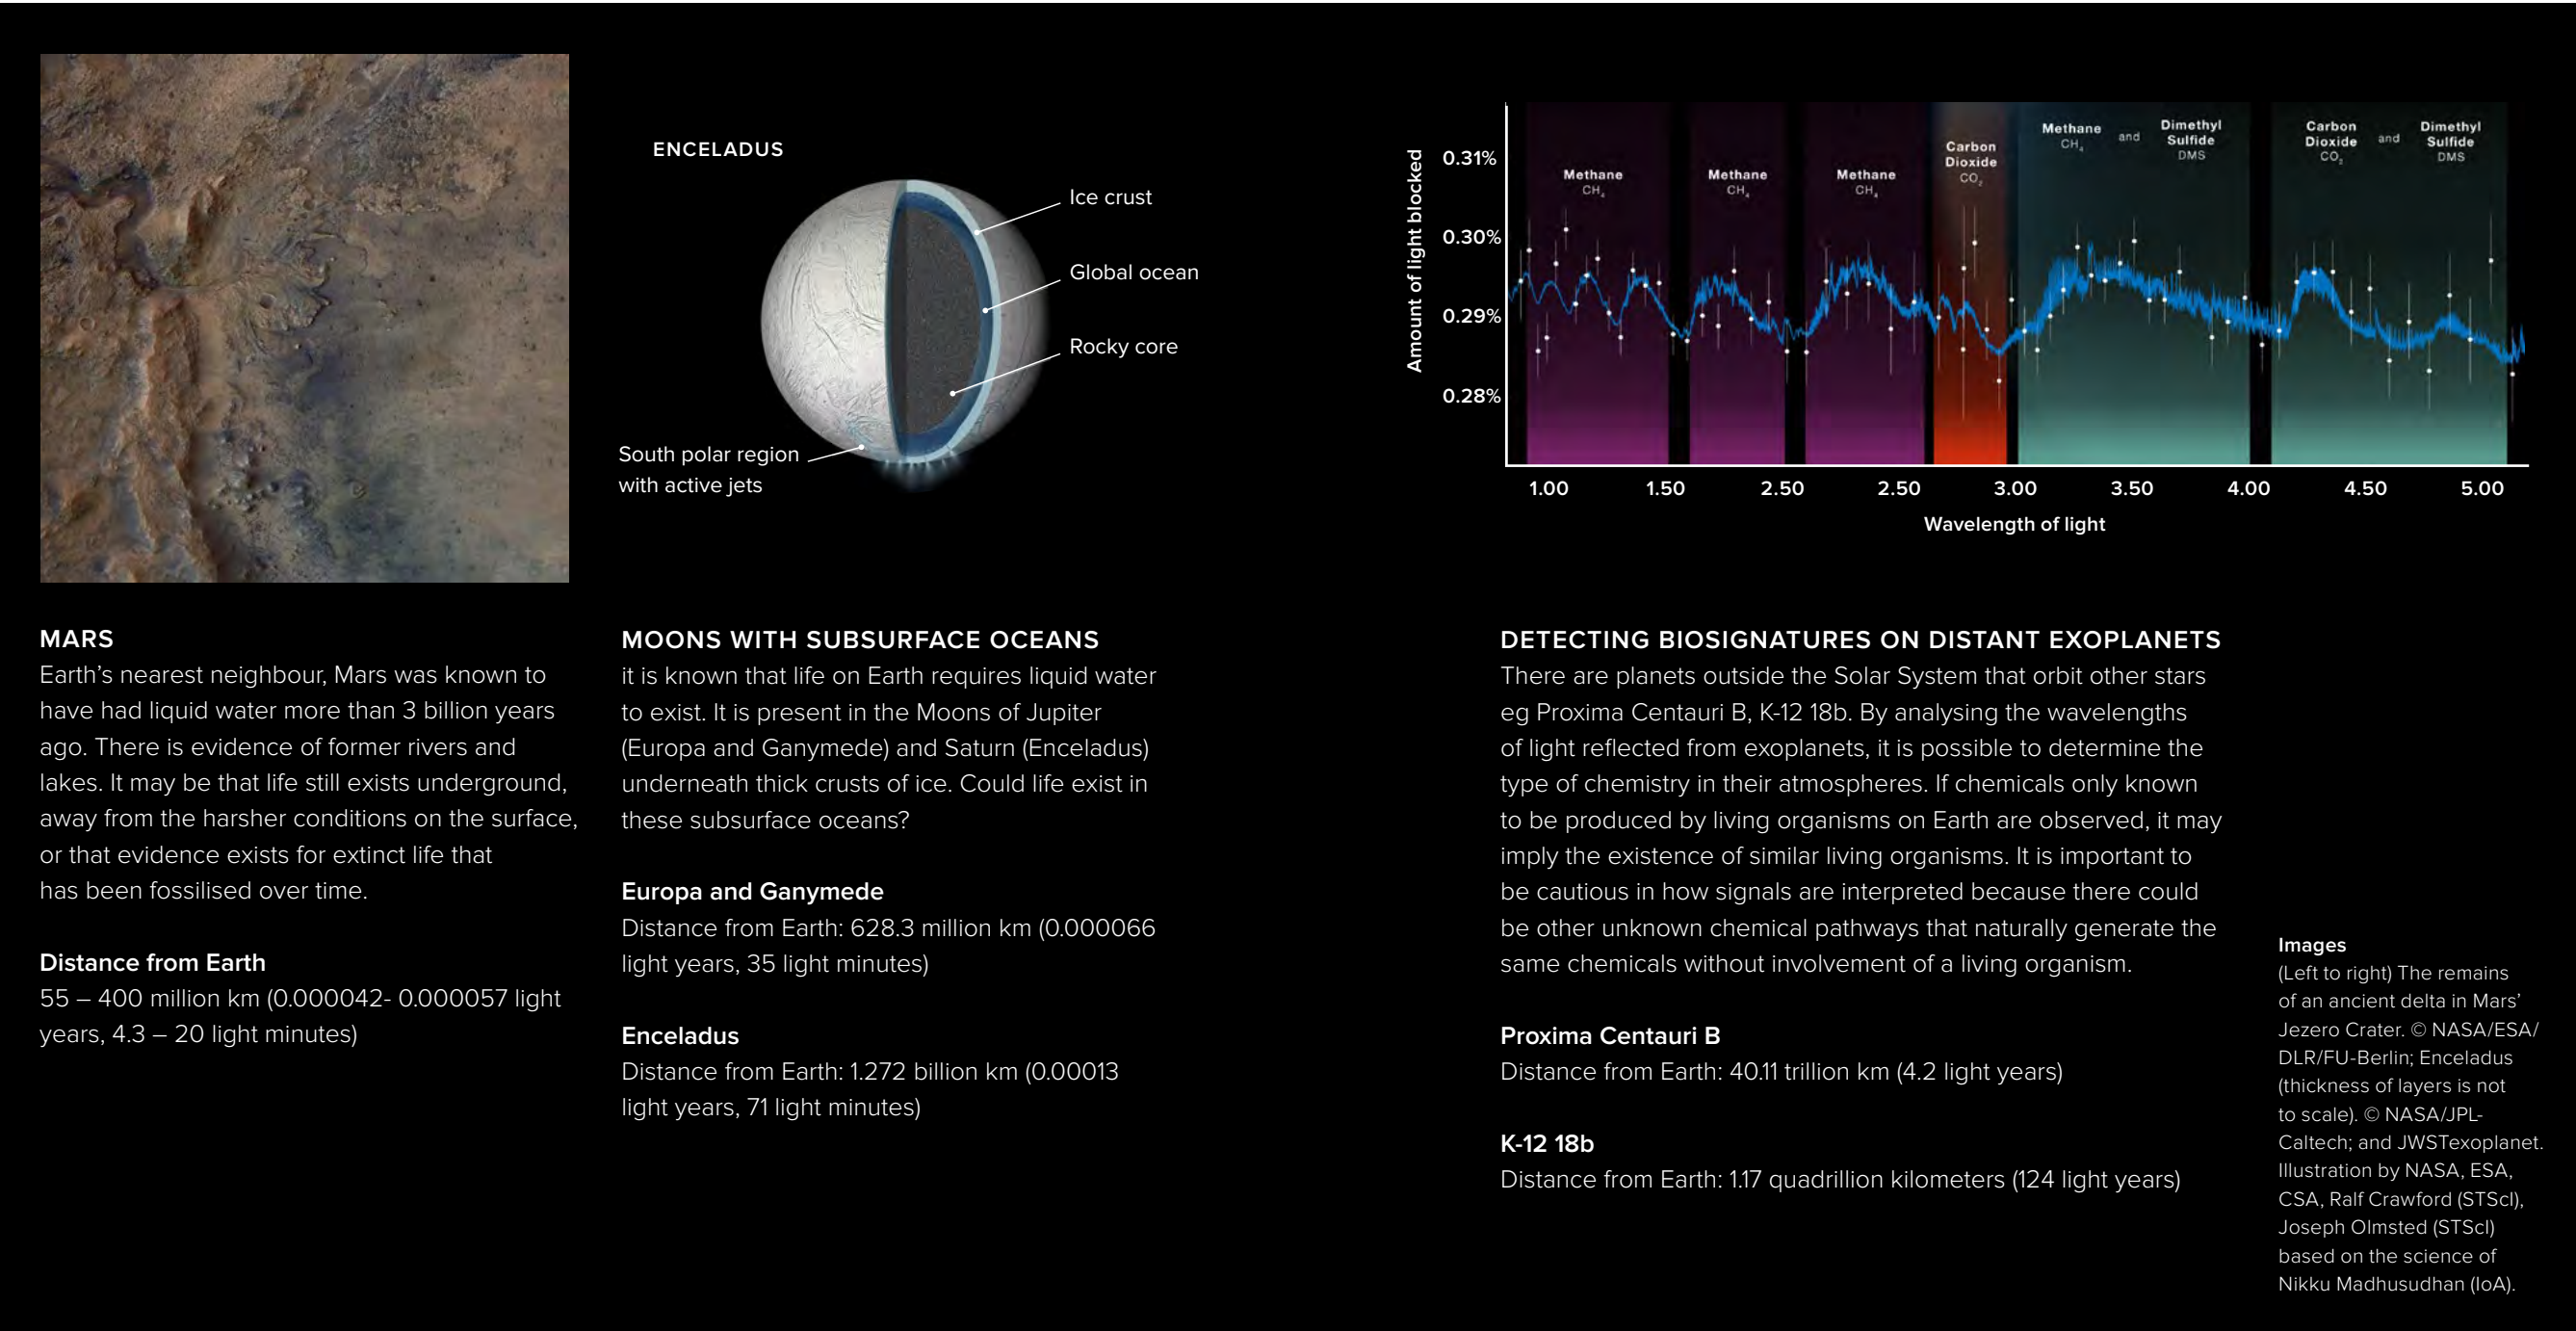 ENCELADUS
Ice crust
Global ocean
Rocky core
South polar region
with active jets
Amount of light blocked
0.31%
0.30%
0.29%
0.28%
Methane
CH₄
Methane
CH₄
Methane
CH₄
Carbon
Dioxide
CO₂
Methane
CH₄
and
Dimethyl
Sulfide
DMS
Carbon
Dioxide
CO₂
and
Dimethyl
Sulfide
DMS
1.00 1.50 2.50 2.50 3.00 3.50 4.00 4.50 5.00
Wavelength of light
MARS
Earth’s nearest neighbour, Mars was known to
have had liquid water more than 3 billion years
ago. There is evidence of former rivers and
lakes. It may be that life still exists underground,
away from the harsher conditions on the surface,
or that evidence exists for extinct life that
has been fossilised over time.
Distance from Earth
55 – 400 million km (0.000042- 0.000057 light
years, 4.3 – 20 light minutes)
MOONS WITH SUBSURFACE OCEANS
it is known that life on Earth requires liquid water
to exist. It is present in the Moons of Jupiter
(Europa and Ganymede) and Saturn (Enceladus)
underneath thick crusts of ice. Could life exist in
these subsurface oceans?
Europa and Ganymede
Distance from Earth: 628.3 million km (0.000066
light years, 35 light minutes)
Enceladus
Distance from Earth: 1.272 billion km (0.00013
light years, 71 light minutes)
DETECTING BIOSIGNATURES ON DISTANT EXOPLANETS
There are planets outside the Solar System that orbit other stars
eg Proxima Centauri B, K-12 18b. By analysing the wavelengths
of light reflected from exoplanets, it is possible to determine the
type of chemistry in their atmospheres. If chemicals only known
to be produced by living organisms on Earth are observed, it may
imply the existence of similar living organisms. It is important to
be cautious in how signals are interpreted because there could
be other unknown chemical pathways that naturally generate the
same chemicals without involvement of a living organism.
Proxima Centauri B
Distance from Earth: 40.11 trillion km (4.2 light years)
K-12 18b
Distance from Earth: 1.17 quadrillion kilometers (124 light years)
Images
(Left to right) The remains
of an ancient delta in Mars’
Jezero Crater. © NASA/ESA/
DLR/FU-Berlin; Enceladus
(thickness of layers is not
to scale). © NASA/JPL-
Caltech; and JWSTexoplanet.
Illustration by NASA, ESA,
CSA, Ralf Crawford (STScI),
Joseph Olmsted (STScI)
based on the science of
Nikku Madhusudhan (IoA).